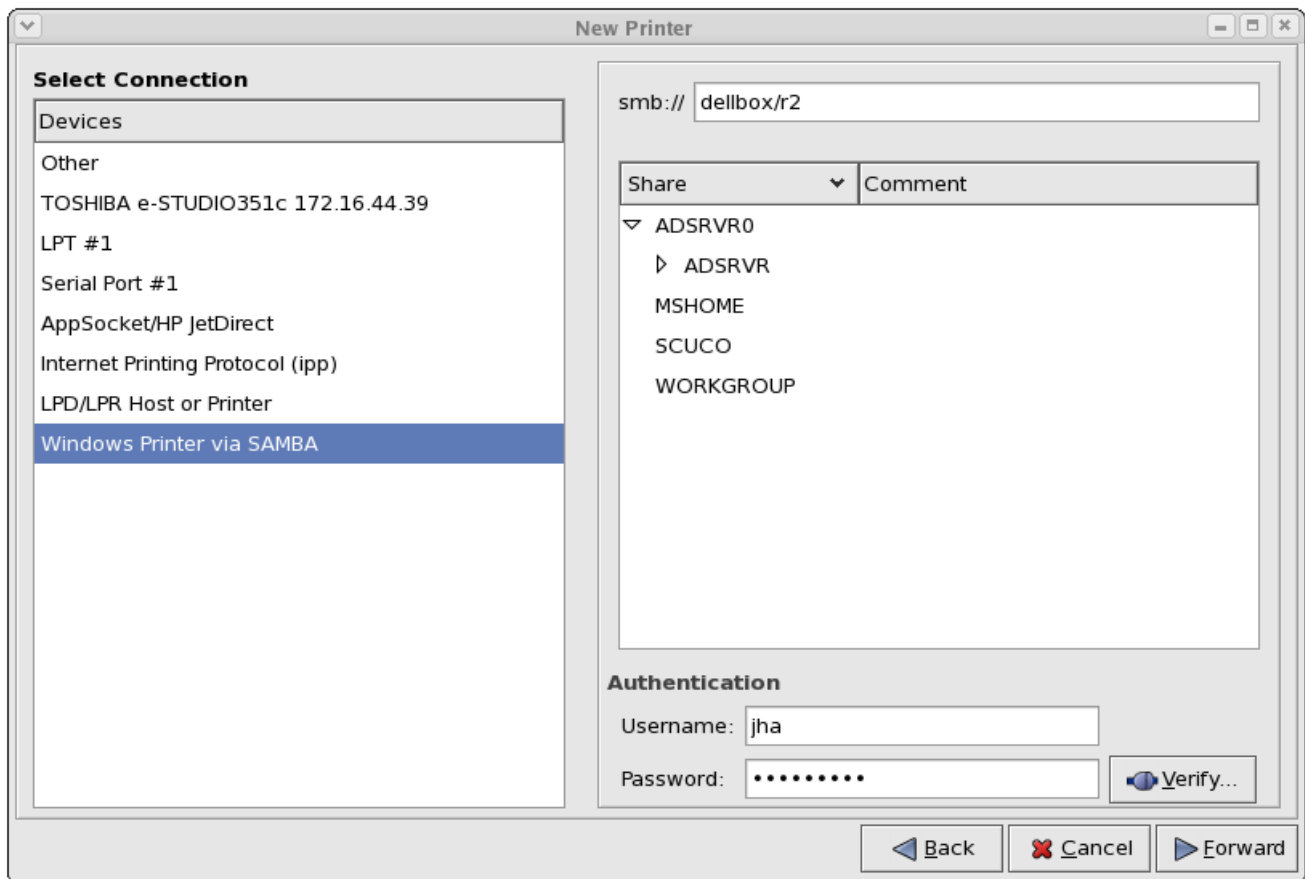 New Printer
Select Connection
Devices
Other
TOSHIBA e-STUDIO351c 172.16.44.39
LPT #1
Serial Port #1
AppSocket/HP JetDirect
Internet Printing Protocol (ipp)
LPD/LPR Host or Printer
Windows Printer via SAMBA
smb:// dellbox/r2
Share Comment
ADSRVR0
ADSRVR
MSHOME
SCUCO
WORKGROUP
Authentication
Username: jha
Password: •••••••••
Verify...
Back Cancel Forward